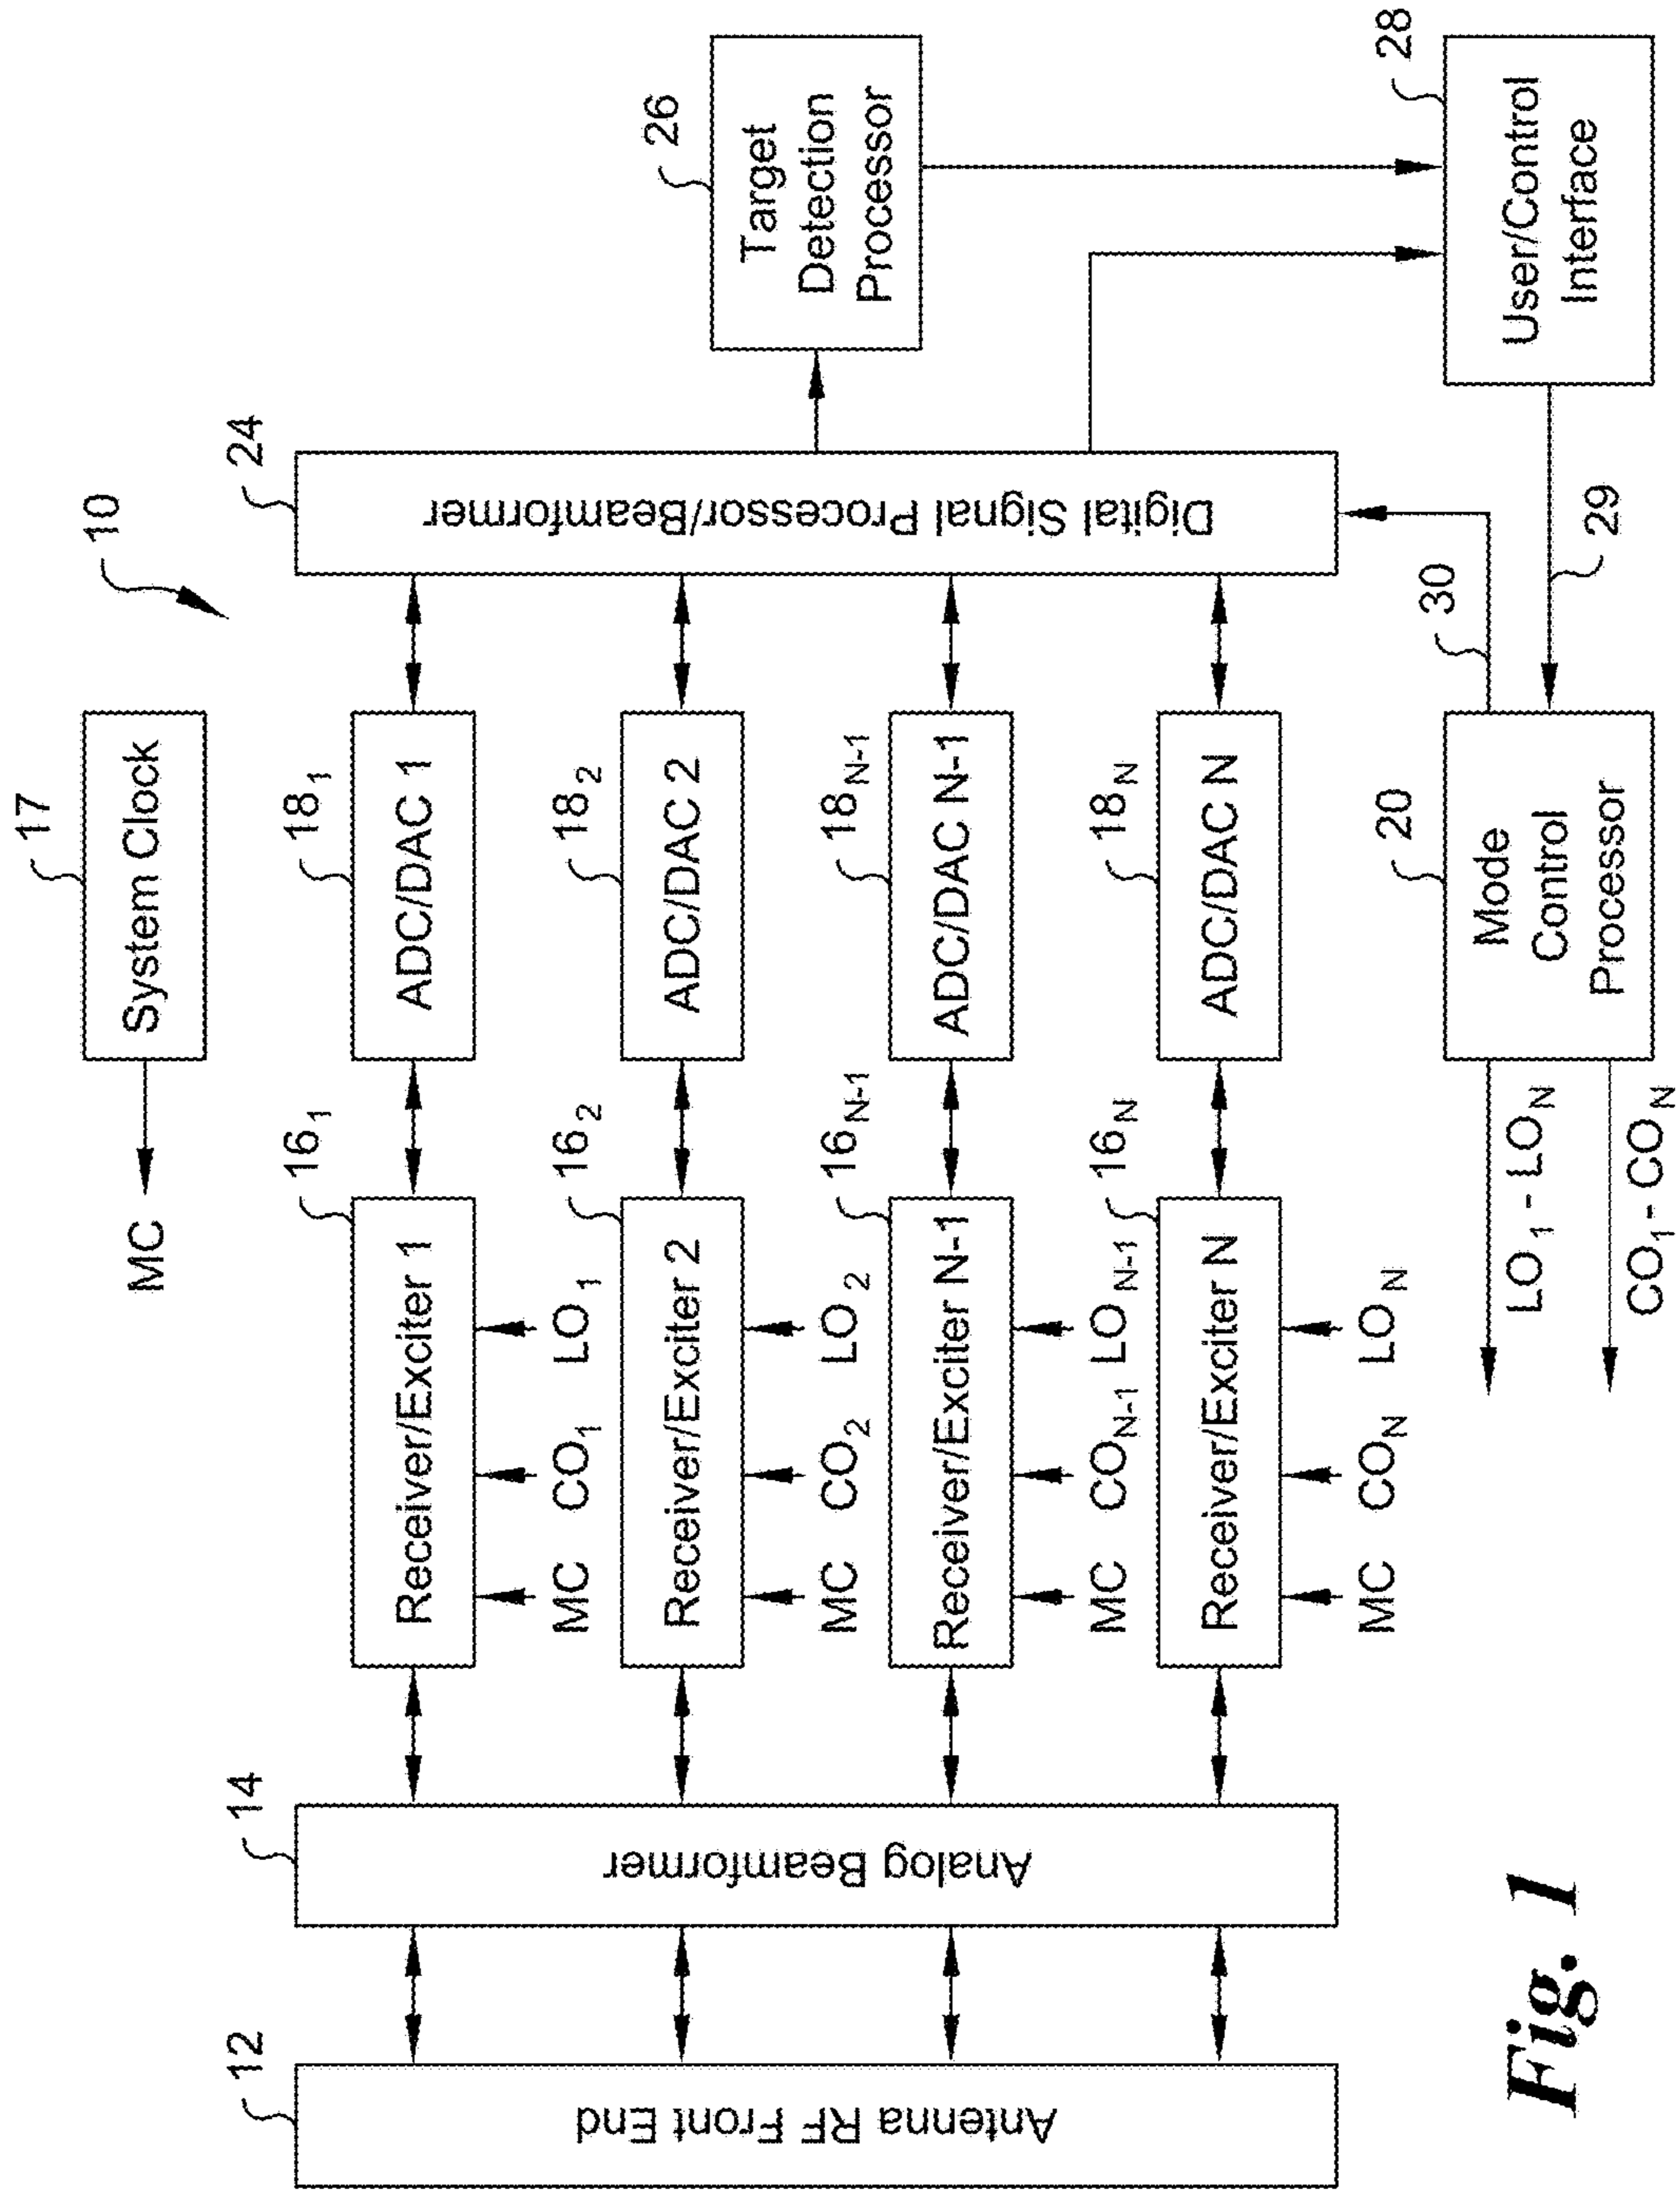 10
17
System Clock
MC
12
Antenna RF Front End
14
Analog Beamformer
16₁
Receiver/Exciter 1
MC CO₁ LO₁
18₁
ADC/DAC 1
16₂
Receiver/Exciter 2
MC CO₂ LO₂
18₂
ADC/DAC 2
16N-1
Receiver/Exciter N-1
MC CON-1 LON-1
18N-1
ADC/DAC N-1
16N
Receiver/Exciter N
MC CON LON
18N
ADC/DAC N
24
Digital Signal Processor/Beamformer
26
Target
Detection
Processor
20
Mode
Control
Processor
LO₁ - LON
CO₁ - CON
30
29
28
User/Control
Interface
Fig. 1